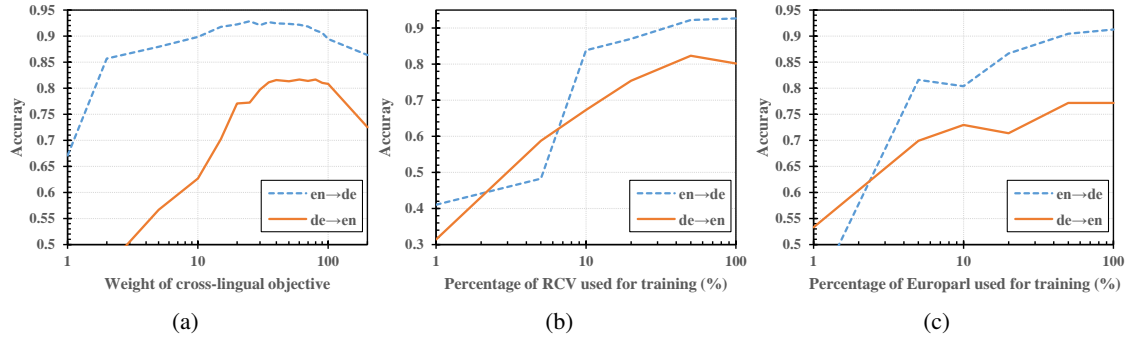 0.95
0.9
0.85
0.8
0.75
0.7
0.65
0.6
0.55
0.5
Accuray
1
10
100
Weight of cross-lingual objective
en→de
de→en
(a)
1
0.9
0.8
0.7
0.6
0.5
0.4
0.3
Accuray
1
10
100
Percentage of RCV used for training (%)
en→de
de→en
(b)
0.95
0.9
0.85
0.8
0.75
0.7
0.65
0.6
0.55
0.5
Accuray
1
10
100
Percentage of Europarl used for training (%)
en→de
de→en
(c)